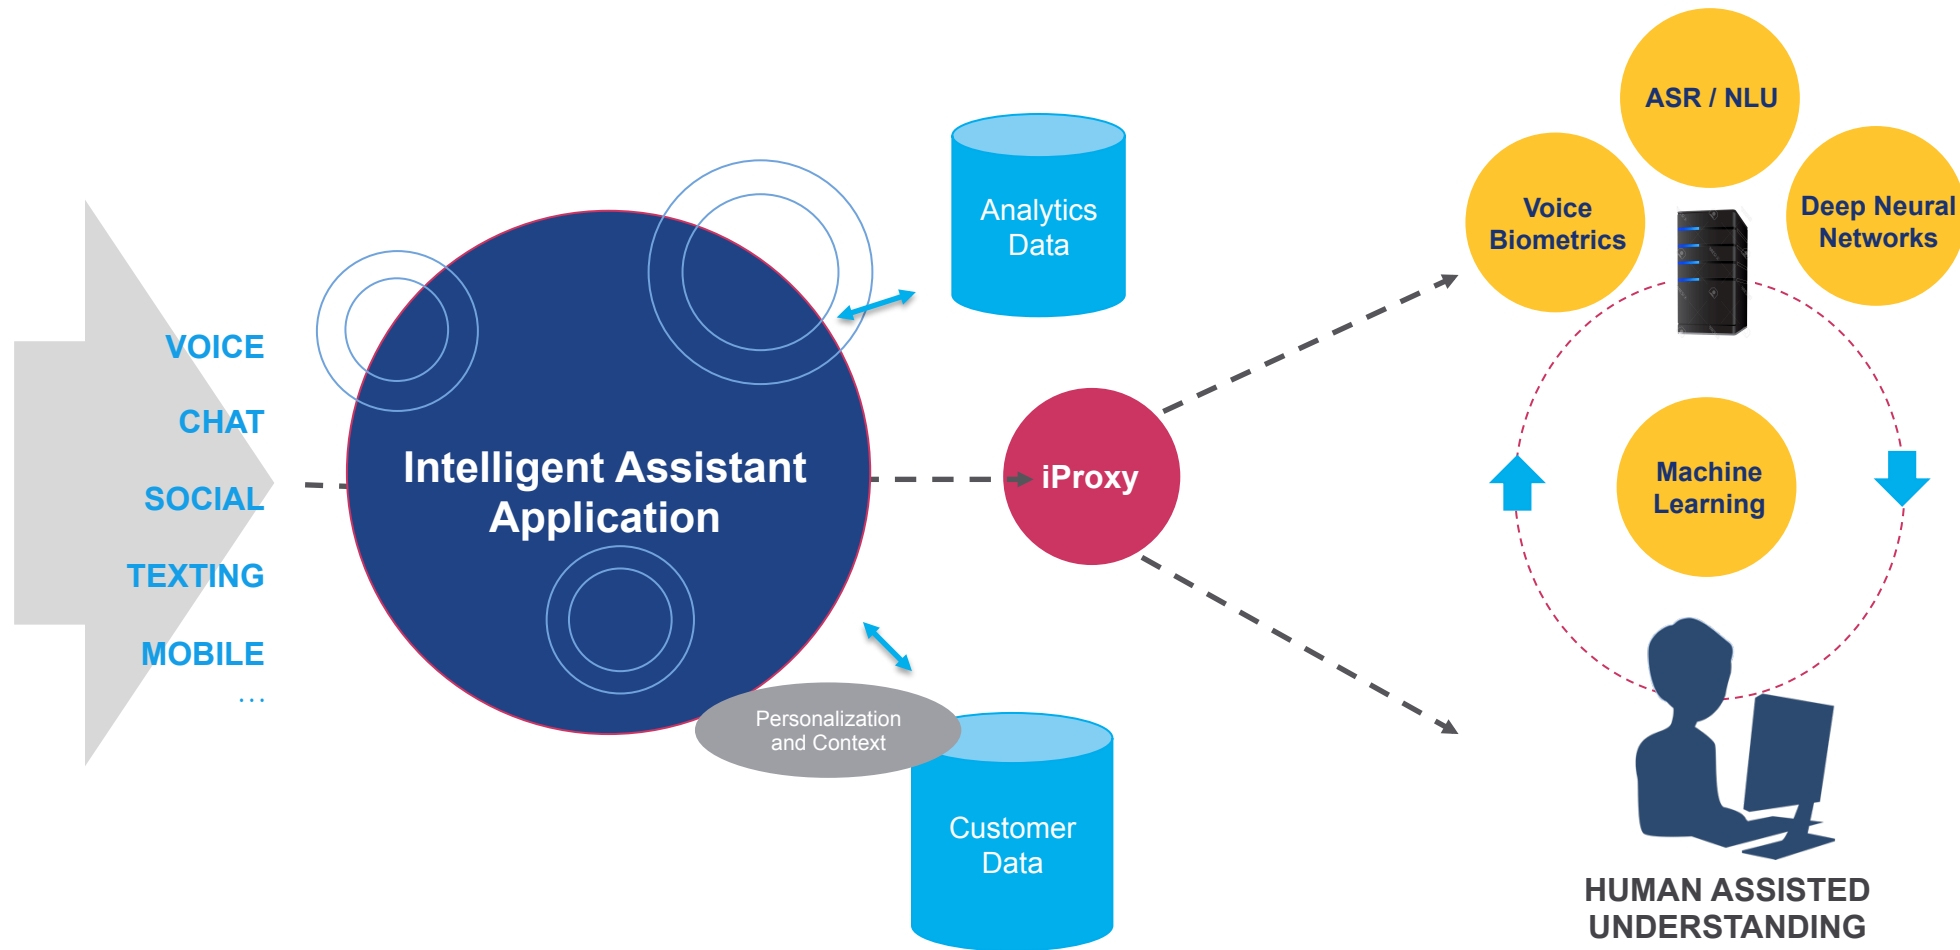 VOICE
CHAT
SOCIAL
TEXTING
MOBILE
...
Intelligent Assistant
Application
Analytics
Data
iProxy
Personalization
and Context
Customer
Data
ASR / NLU
Voice
Biometrics
Deep Neural
Networks
Machine
Learning
HUMAN ASSISTED
UNDERSTANDING